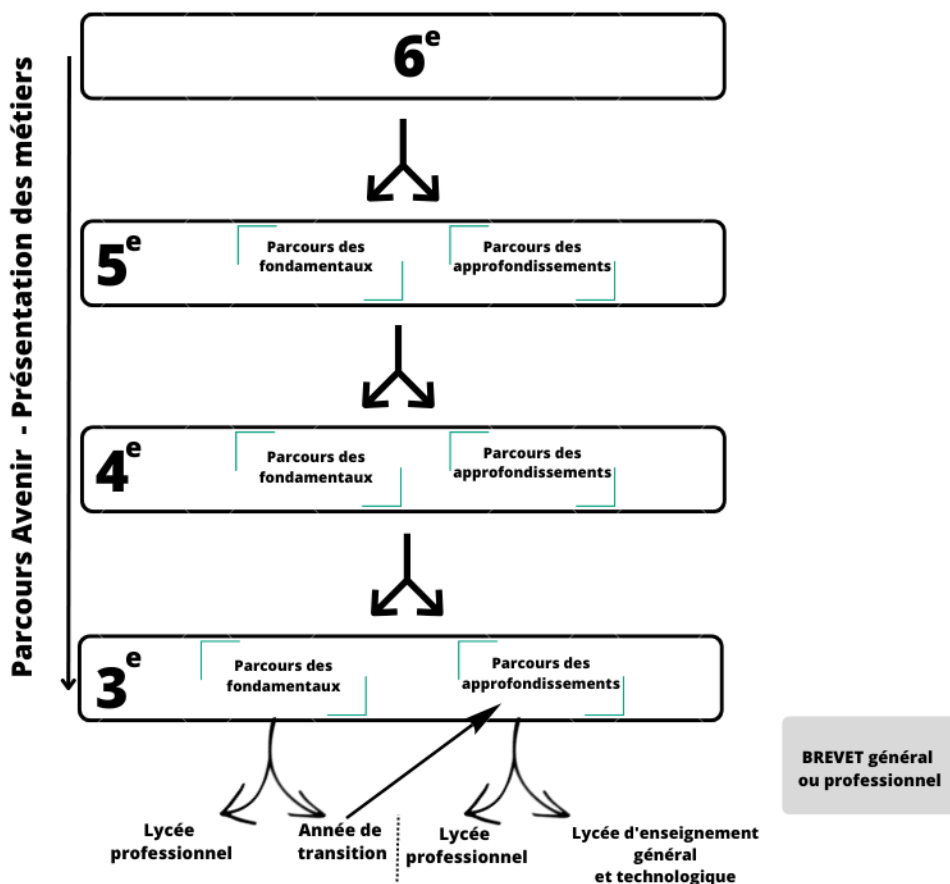 Parcours Avenir - Présentation des métiers
6e
5e
Parcours des
fondamentaux
Parcours des
approfondissements
4e
Parcours des
fondamentaux
Parcours des
approfondissements
3e
Parcours des
fondamentaux
Parcours des
approfondissements
BREVET général
ou professionnel
Lycée
professionnel
Année de
transition
Lycée
professionnel
Lycée d'enseignement
général
et technologique